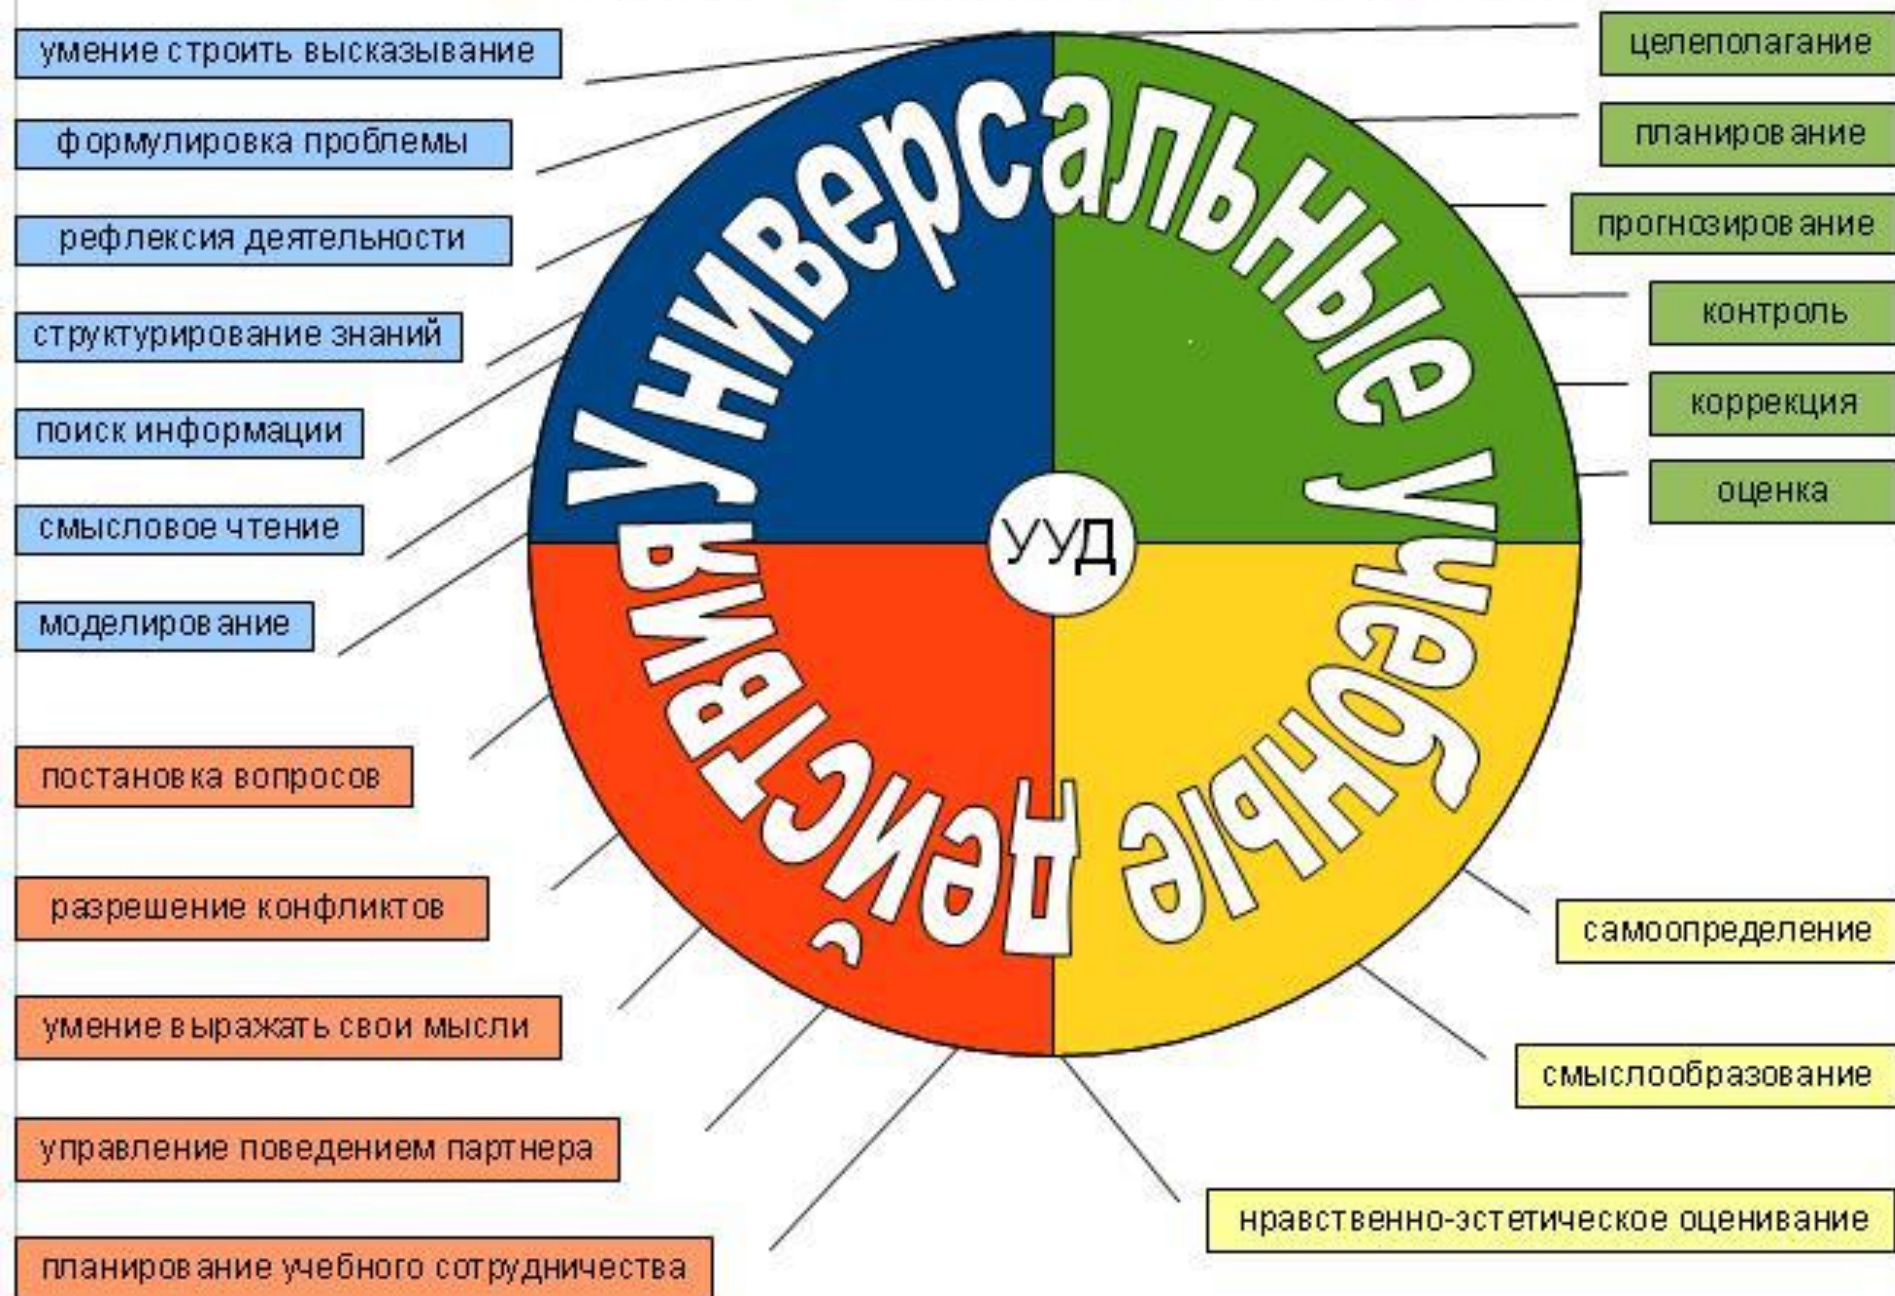 умение строить высказывание
формулировка проблемы
рефлексия деятельности
структурирование знаний
поиск информации
смысловое чтение
моделирование
постановка вопросов
разрешение конфликтов
умение выражать свои мысли
управление поведением партнера
планирование учебного сотрудничества
Универсальные учебные действия
УУД
целеполагание
планирование
прогнозирование
контроль
коррекция
оценка
самоопределение
смыслообразование
нравственно-эстетическое оценивание